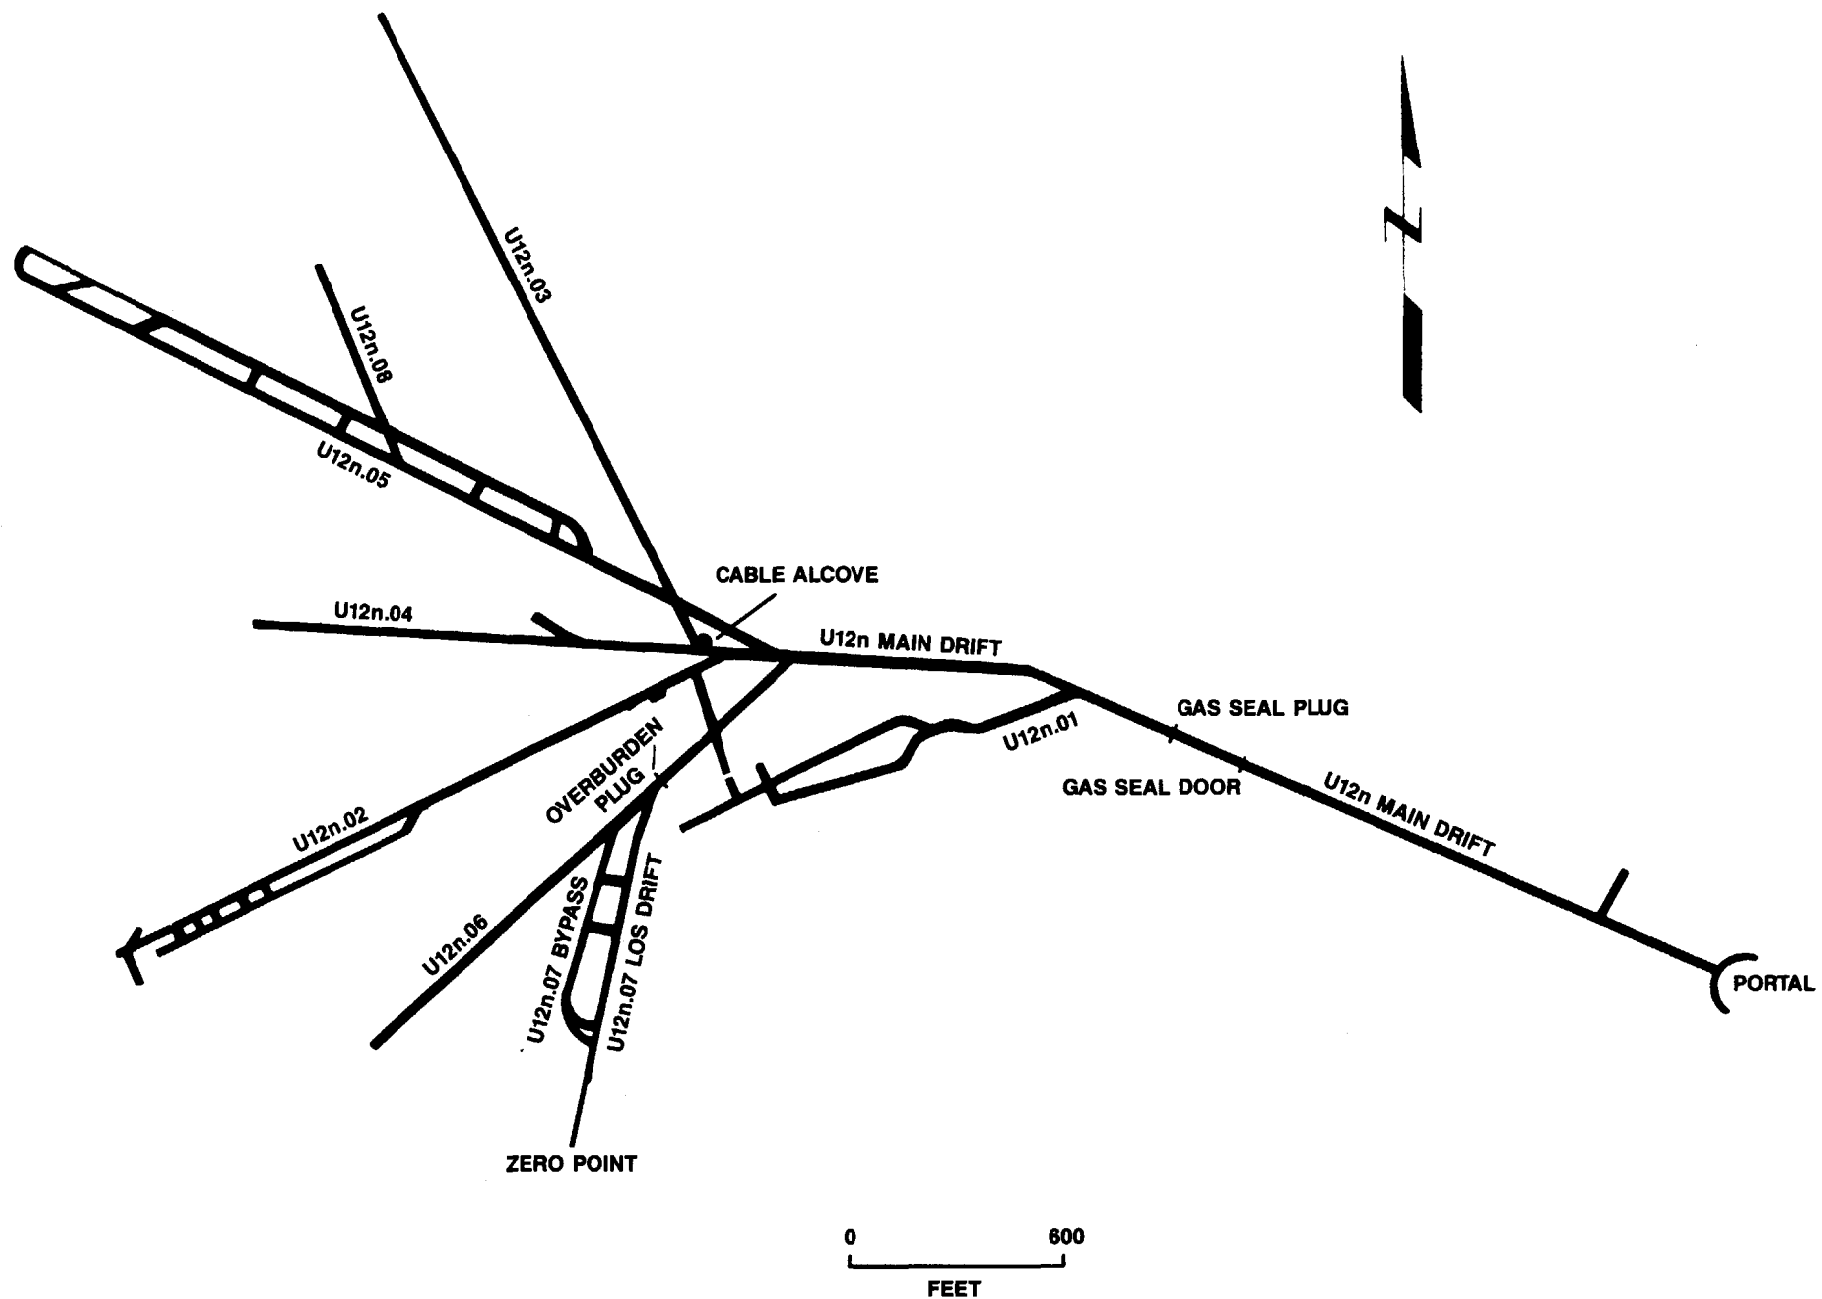 U12n.03
U12n.08
U12n.05
CABLE ALCOVE
U12n.04
U12n MAIN DRIFT
GAS SEAL PLUG
U12n.01
OVERBURDEN
PLUG
GAS SEAL DOOR
U12n MAIN DRIFT
U12n.02
U12n.06
U12n.07 BYPASS
U12n.07 LOS DRIFT
PORTAL
ZERO POINT
N
0 600
FEET